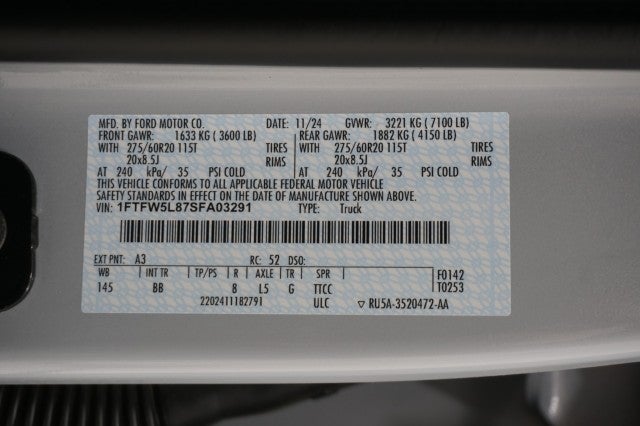 MFD. BY FORD MOTOR CO. DATE: 11/24 GVWR: 3221 KG ( 7100 LB)
FRONT GAWR: 1633 KG ( 3600 LB) REAR GAWR: 1882 KG ( 4150 LB)
WITH 275/60R20 115T TIRES WITH 275/60R20 115T TIRES
20x8.5J RIMS 20x8.5J RIMS
AT 240 kPa/ 35 PSI COLD AT 240 kPa/ 35 PSI COLD
THIS VEHICLE CONFORMS TO ALL APPLICABLE FEDERAL MOTOR VEHICLE
SAFETY STANDARDS IN EFFECT ON THE DATE OF MANUFACTURE SHOWN ABOVE.
VIN: 1FTFW5L87SFA03291 TYPE: Truck
EXT PNT: A3 RC: 52 DSO:
WB INT TR TP/PS R AXLE TR SPR F0142
145 BB B L5 G TTCC T0253
2202411182791 ULC ▽ RU5A-3520472-AA